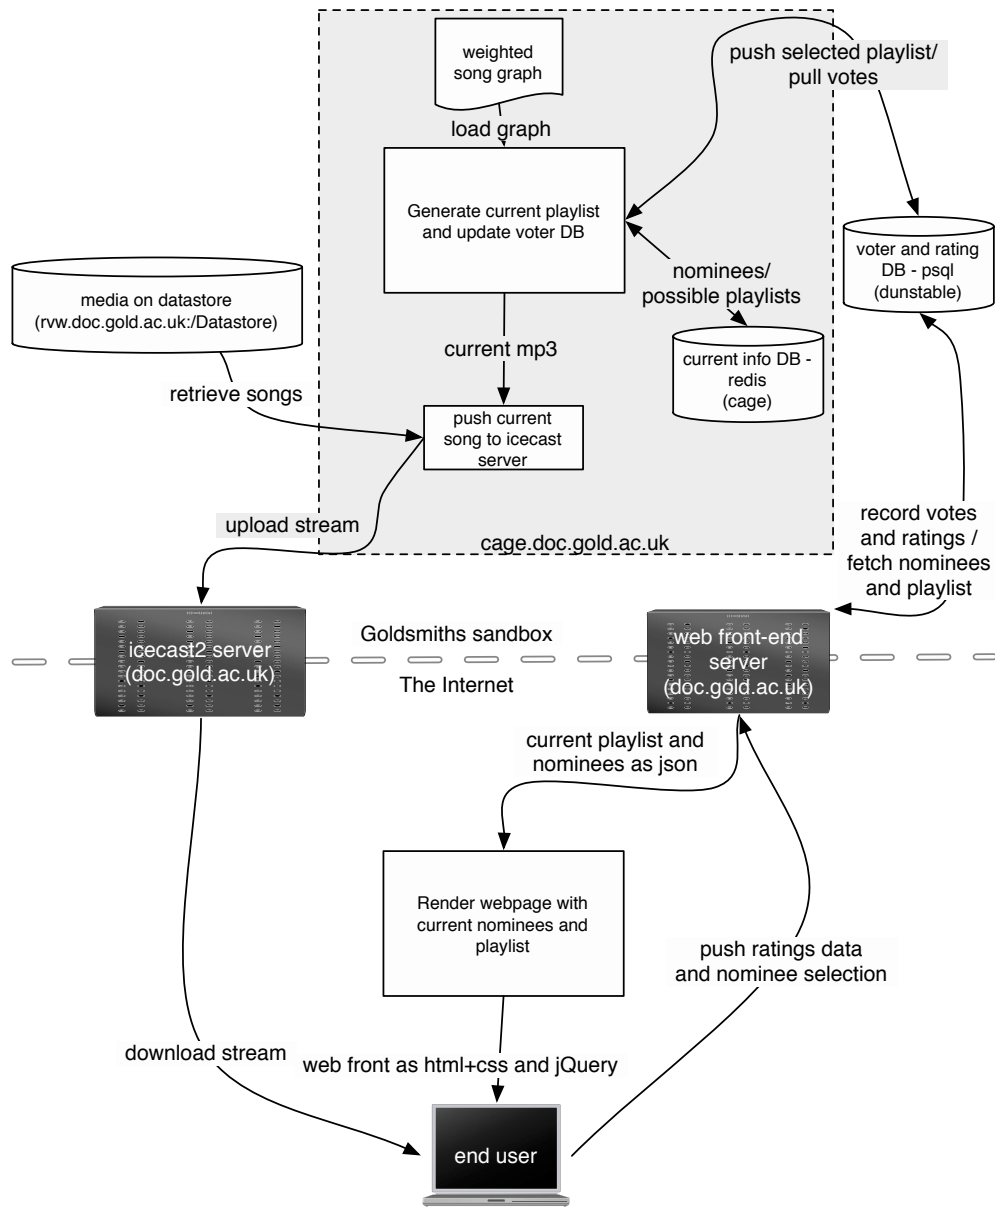 weighted
song graph
push selected playlist/
pull votes
load graph
Generate current playlist
and update voter DB
voter and rating
DB - psql
(dunstable)
nominees/
possible playlists
media on datastore
(rvw.doc.gold.ac.uk:/Datastore)
current mp3
current info DB -
redis
(cage)
retrieve songs
push current
song to icecast
server
upload stream
cage.doc.gold.ac.uk
record votes
and ratings /
fetch nominees
and playlist
icecast2 server
(doc.gold.ac.uk)
Goldsmiths sandbox
The Internet
web front-end
server
(doc.gold.ac.uk)
current playlist and
nominees as json
Render webpage with
current nominees and
playlist
push ratings data
and nominee selection
download stream
web front as html+css and jQuery
end user